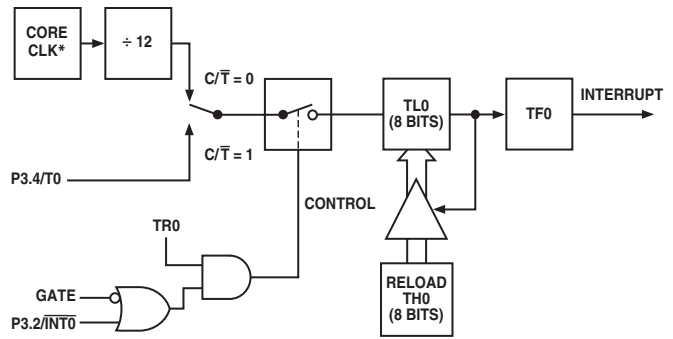 CORE
CLK*
÷ 12
C/T̅ = 0
TL0
(8 BITS)
TF0
INTERRUPT
C/T̅ = 1
P3.4/T0
CONTROL
TR0
GATE
P3.2/I̅N̅T̅0̅
RELOAD
TH0
(8 BITS)